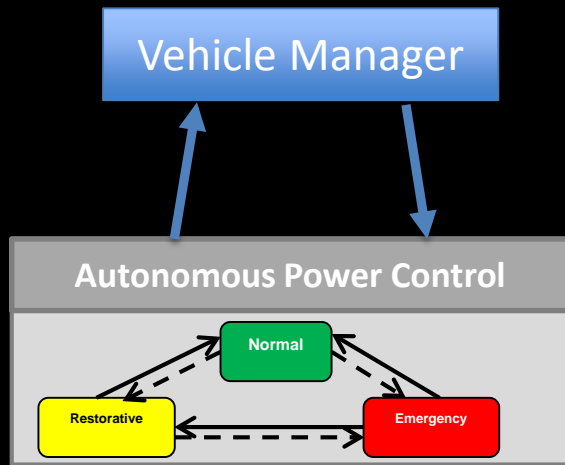 Vehicle Manager
Autonomous Power Control
Normal
Restorative
Emergency